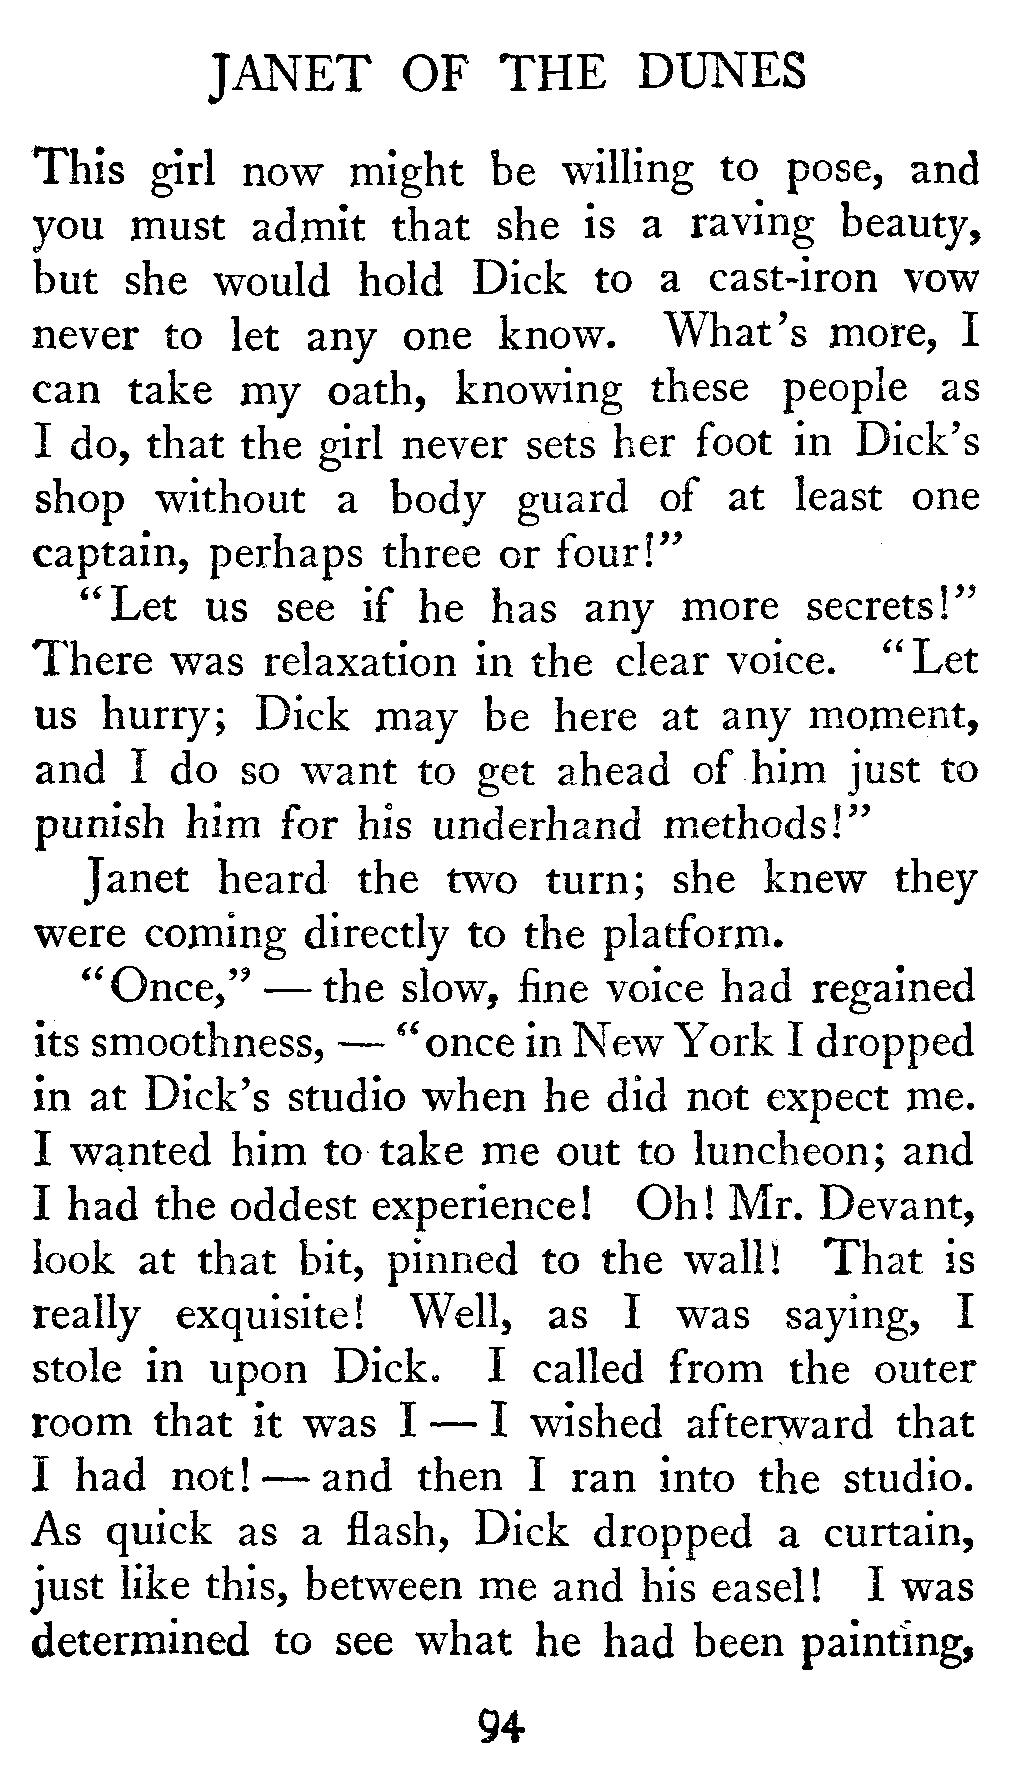 JANET OF THE DUNES
This girl now might be willing to pose, and
you must admit that she is a raving beauty,
but she would hold Dick to a cast-iron vow
never to let any one know. What's more, I
can take my oath, knowing these people as
I do, that the girl never sets her foot in Dick's
shop without a body guard of at least one
captain, perhaps three or four!"
"Let us see if he has any more secrets!"
There was relaxation in the clear voice. "Let
us hurry; Dick may be here at any moment,
and I do so want to get ahead of him just to
punish him for his underhand methods!"
Janet heard the two turn; she knew they
were coming directly to the platform.
"Once," — the slow, fine voice had regained
its smoothness, — "once in New York I dropped
in at Dick's studio when he did not expect me.
I wanted him to take me out to luncheon; and
I had the oddest experience! Oh! Mr. Devant,
look at that bit, pinned to the wall! That is
really exquisite! Well, as I was saying, I
stole in upon Dick. I called from the outer
room that it was I — I wished afterward that
I had not! — and then I ran into the studio.
As quick as a flash, Dick dropped a curtain,
just like this, between me and his easel! I was
determined to see what he had been painting,
94